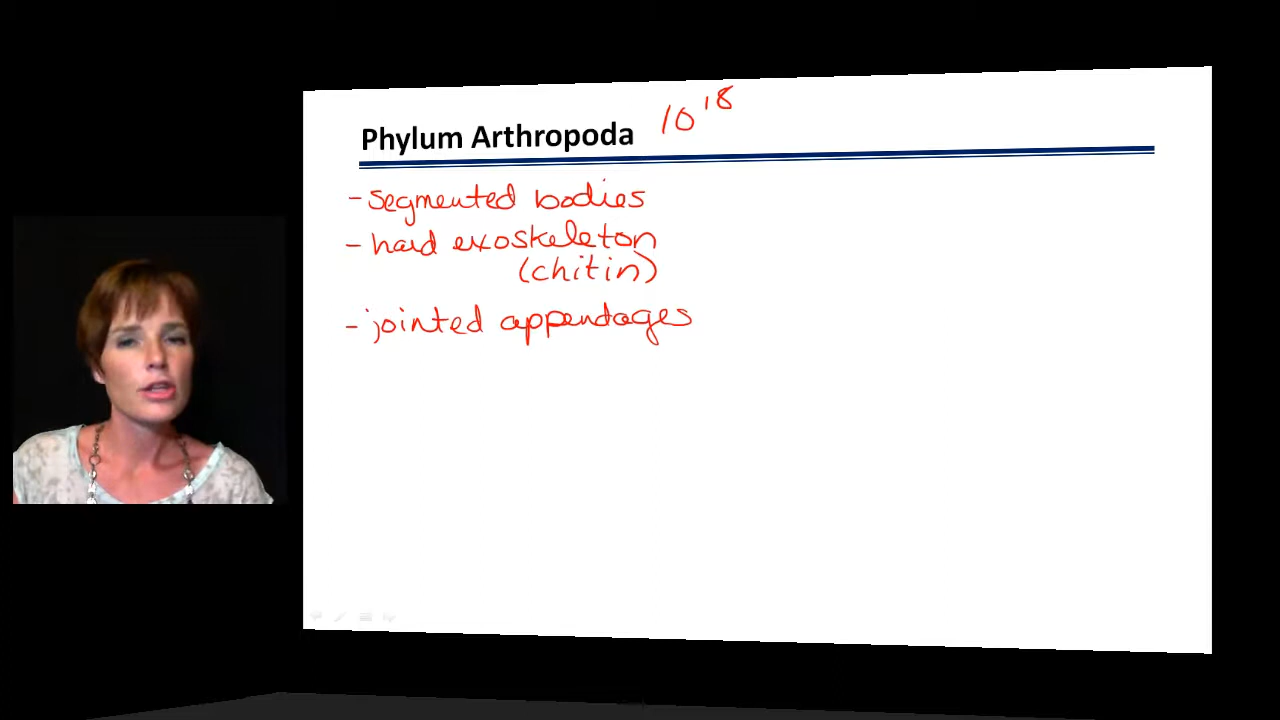 Phylum Arthropoda 10^18
- segmented bodies
- hard exoskeleton
(chitin)
- jointed appendages